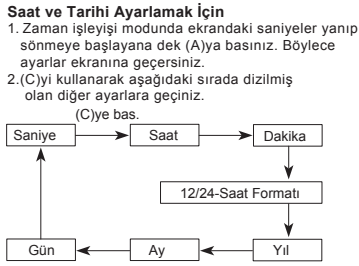 Saat ve Tarihi Ayarlamak İçin
1. Zaman işleyişi modunda ekrandaki saniyeler yanıp
sönmeye başlayana dek (A)ya basınız. Böylece
ayarlar ekranına geçersiniz.
2.(C)yi kullanarak aşağıdaki sırada dizilmiş
olan diğer ayarlara geçiniz.
(C)ye bas.
Saniye Saat Dakika
12/24-Saat Formatı
Gün Ay Yıl